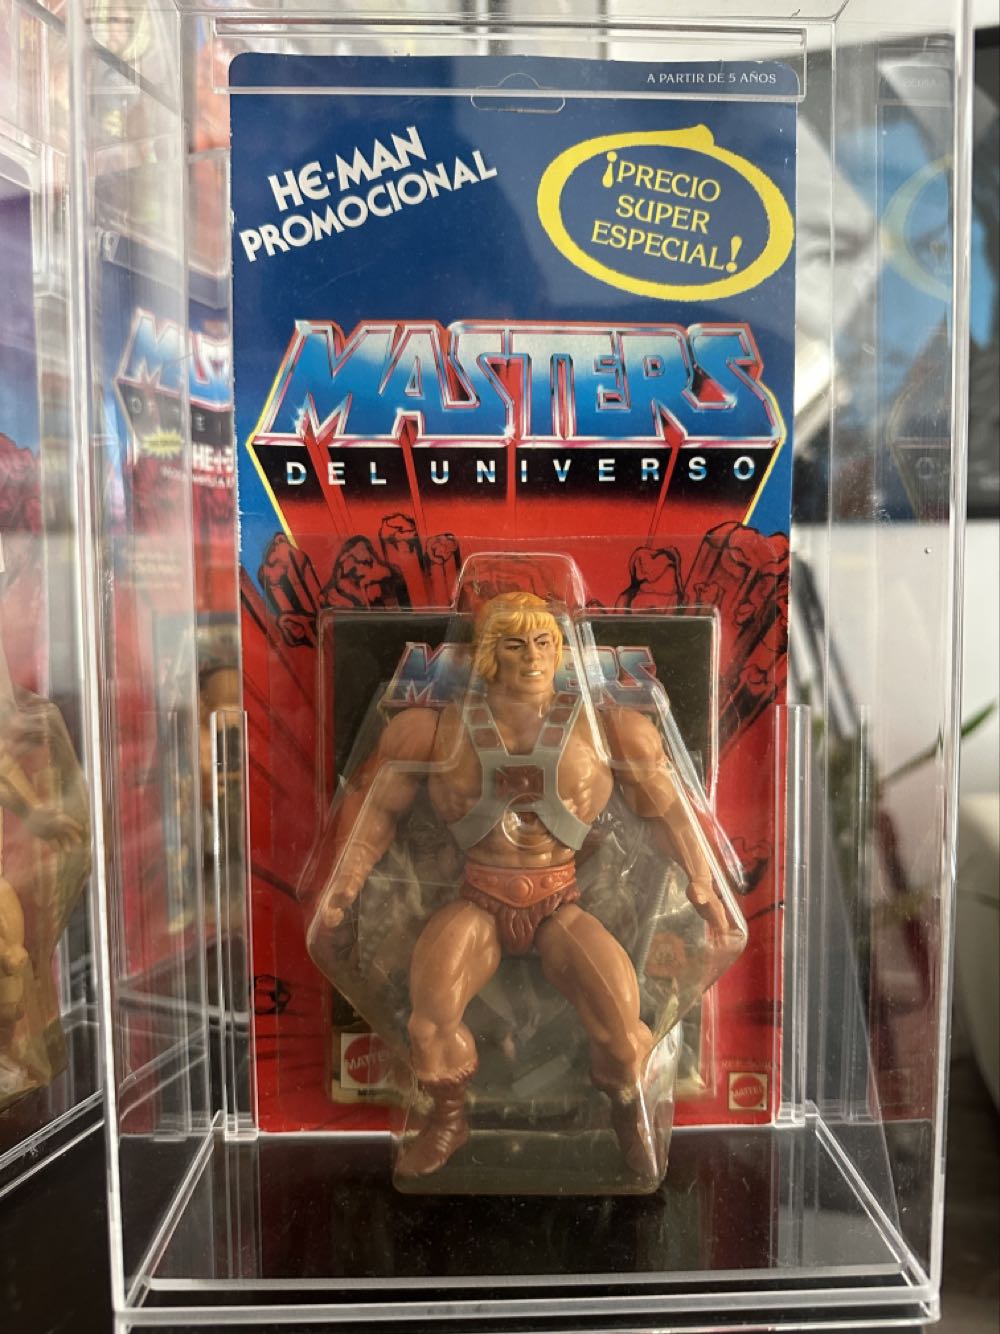 A PARTIR DE 5 AÑOS
HE-MAN
PROMOCIONAL
¡PRECIO
SUPER
ESPECIAL!
MASTERS
DEL UNIVERSO
MATTEL
MATTEL